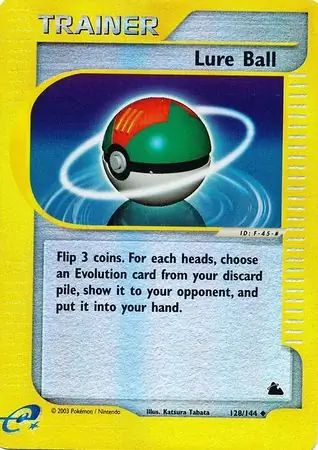 TRAINER
Lure Ball
ID: F-45-#
Flip 3 coins. For each heads, choose
an Evolution card from your discard
pile, show it to your opponent, and
put it into your hand.
© 2003 Pokémon / Nintendo
Illus. Katsura Tabata
128/144 ◆
e